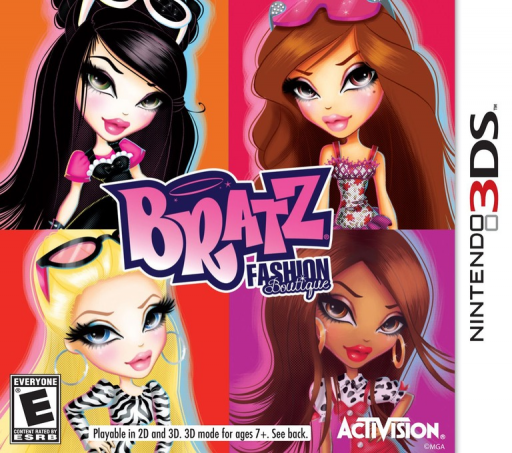 NINTENDO 3DS™
BRATZ®
FASHION
Boutique
EVERYONE
E
CONTENT RATED BY
ESRB
Playable in 2D and 3D. 3D mode for ages 7+. See back.
ACTIVISION®
©MGA